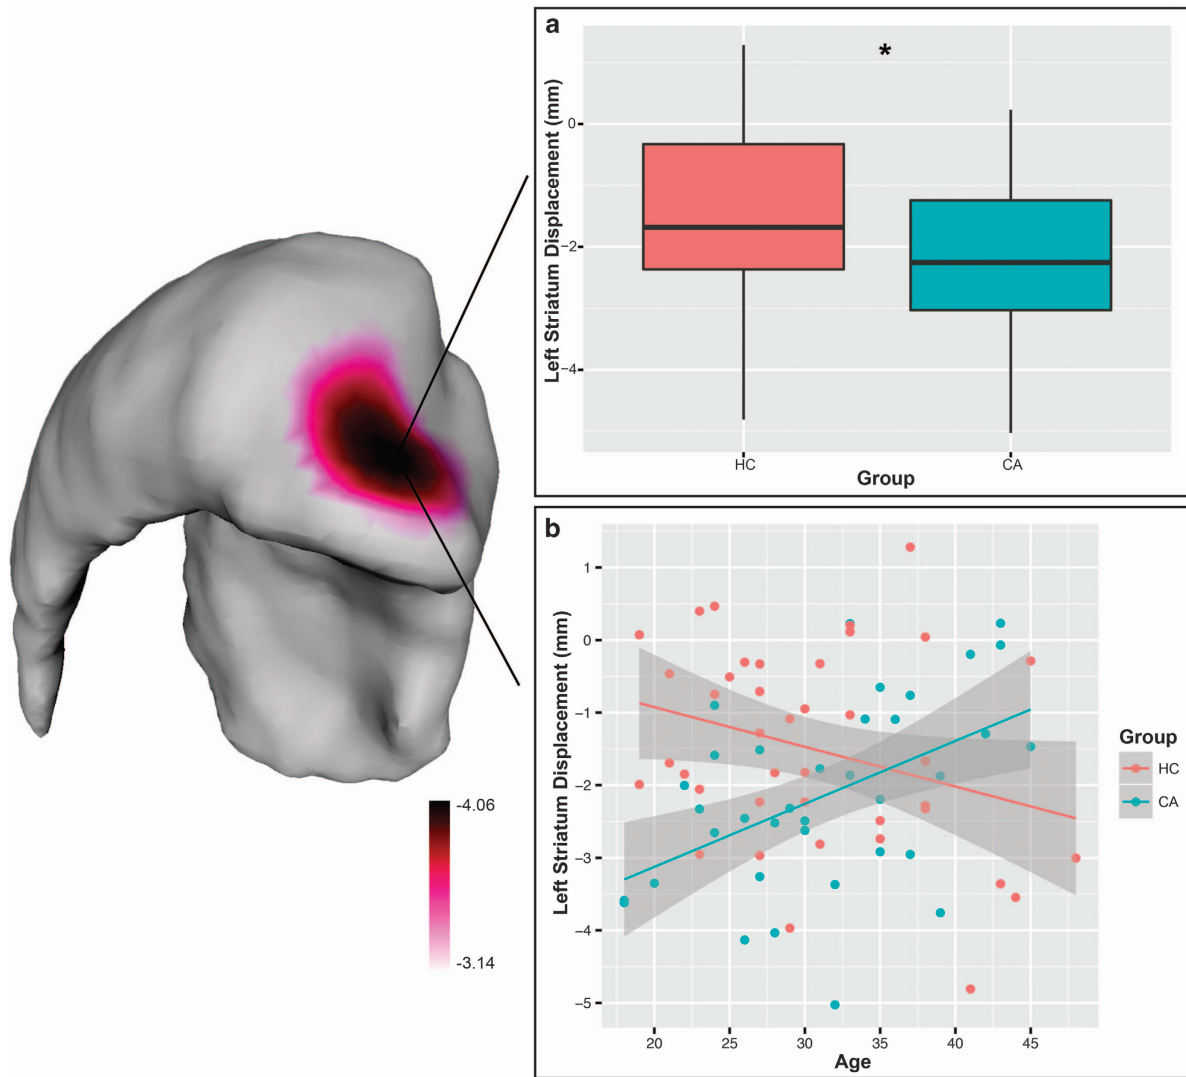 a
*
Left Striatum Displacement (mm)
0
−2
−4
HC CA
Group
b
Left Striatum Displacement (mm)
1
0
−1
−2
−3
−4
−5
20 25 30 35 40 45
Age
Group
HC
CA
-4.06
-3.14